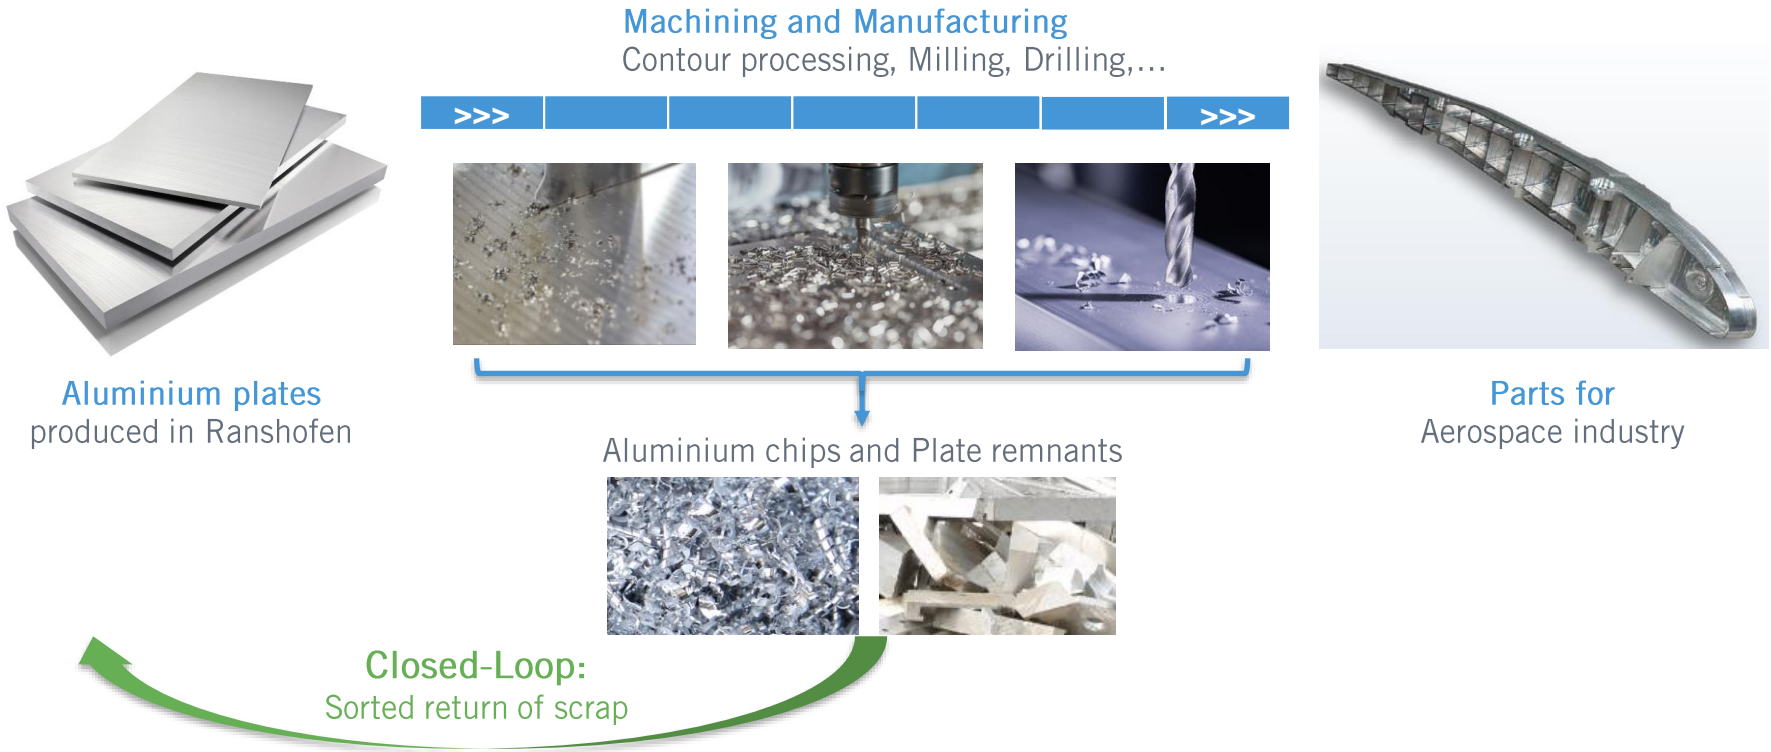 Machining and Manufacturing
Contour processing, Milling, Drilling,...
>>> >>>
Aluminium plates
produced in Ranshofen
Parts for
Aerospace industry
Aluminium chips and Plate remnants
Closed-Loop:
Sorted return of scrap